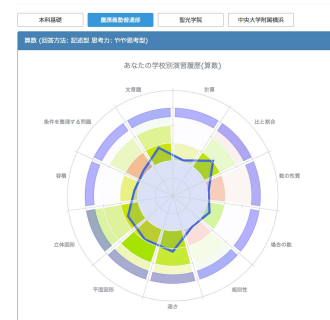 本科基礎 慶應義塾普通部 聖光学院 中央大学附属横浜
算数 (回答方法: 記述型 思考力: やや思考型)
あなたの学校別演習履歴(算数)
文章題 計算
条件を整理する問題 比と割合
容積 数の性質
立体図形 場合の数
平面図形 規則性
速さ